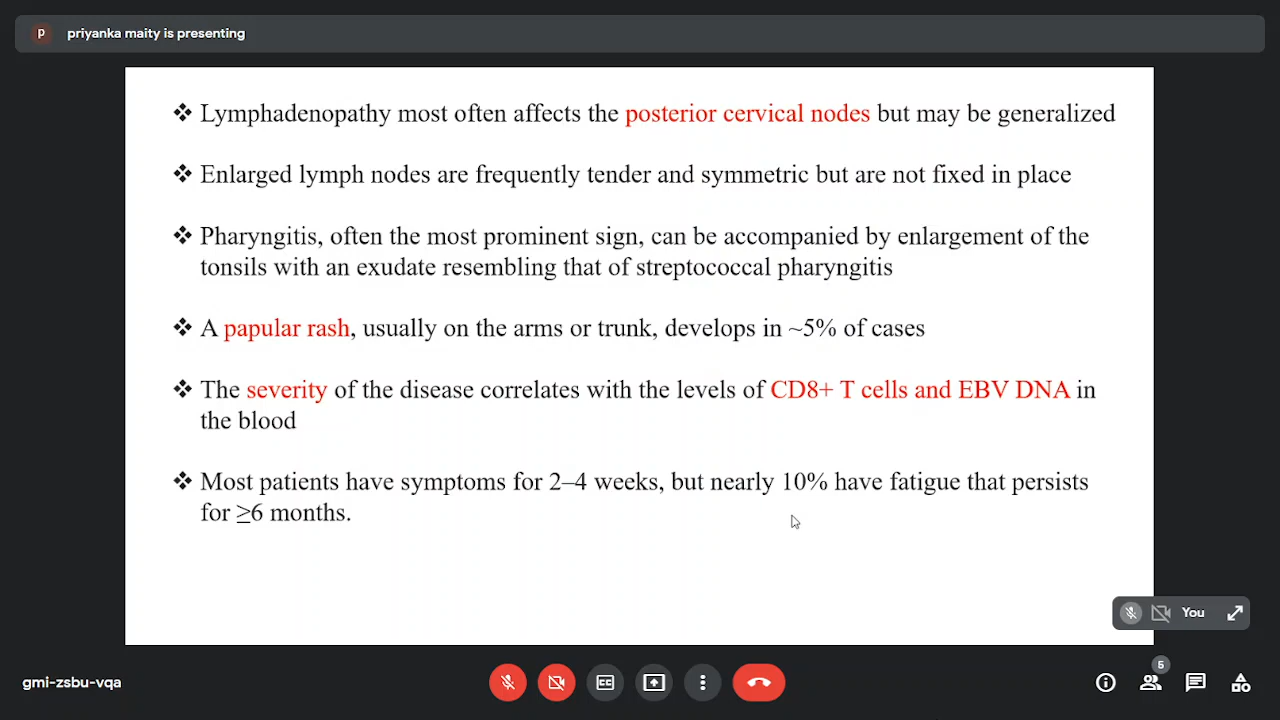 P priyanka maity is presenting
❖ Lymphadenopathy most often affects the posterior cervical nodes but may be generalized
❖ Enlarged lymph nodes are frequently tender and symmetric but are not fixed in place
❖ Pharyngitis, often the most prominent sign, can be accompanied by enlargement of the
tonsils with an exudate resembling that of streptococcal pharyngitis
❖ A papular rash, usually on the arms or trunk, develops in ~5% of cases
❖ The severity of the disease correlates with the levels of CD8+ T cells and EBV DNA in
the blood
❖ Most patients have symptoms for 2–4 weeks, but nearly 10% have fatigue that persists
for ≥6 months.
You
gmi-zsbu-vqa
CC
5